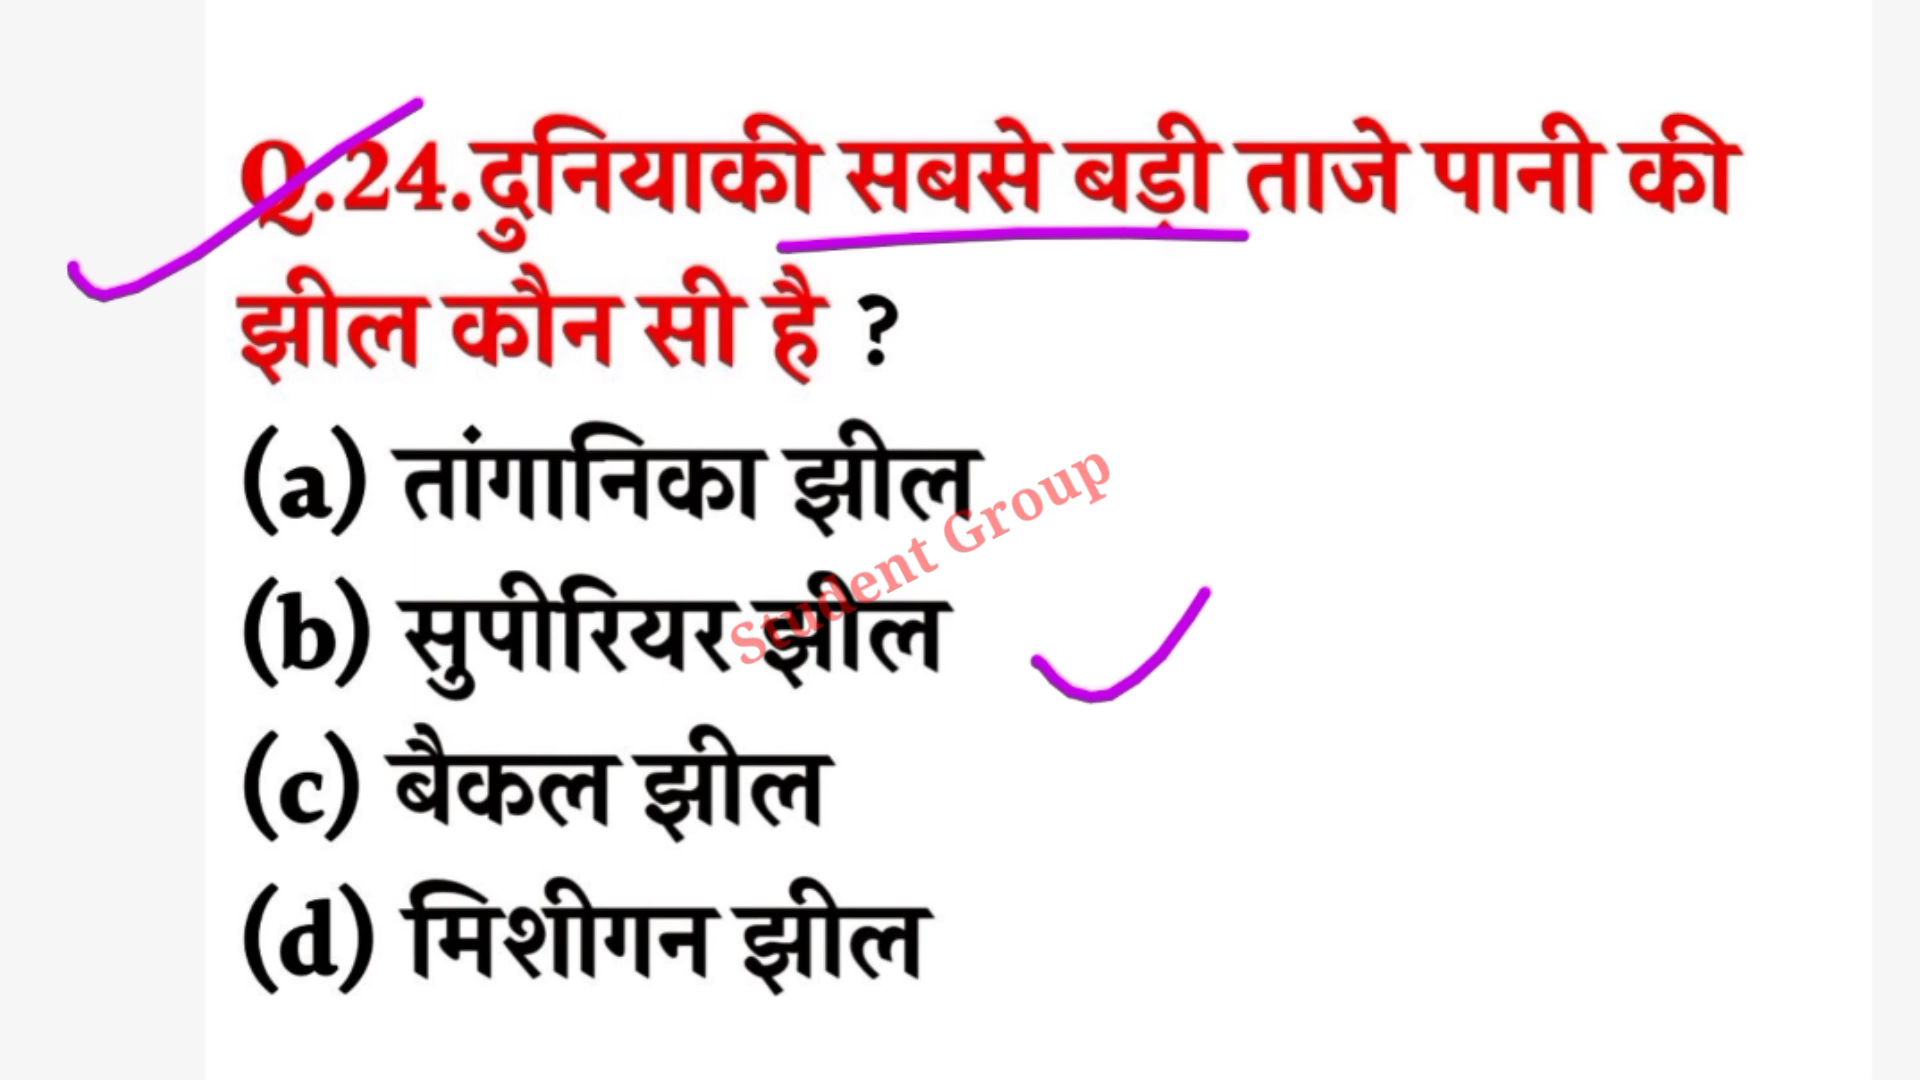 Q.24.दुनियाकी सबसे बड़ी ताजे पानी की
झील कौन सी है ?
(a) तांगानिका झील
(b) सुपीरियर झील
(c) बैकल झील
(d) मिशीगन झील
Student Group